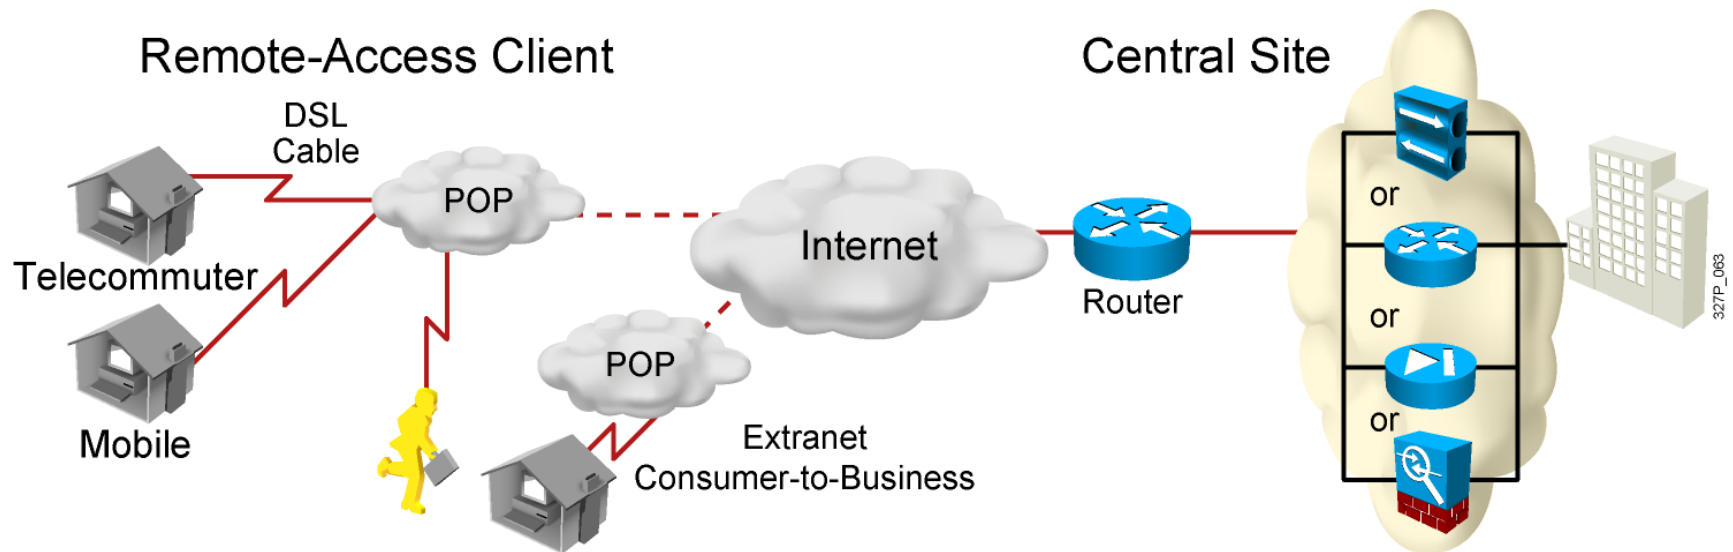 Remote-Access Client
Central Site
DSL
Cable
POP
Telecommuter
Internet
Router
or
or
or
POP
Mobile
Extranet
Consumer-to-Business
327P_063